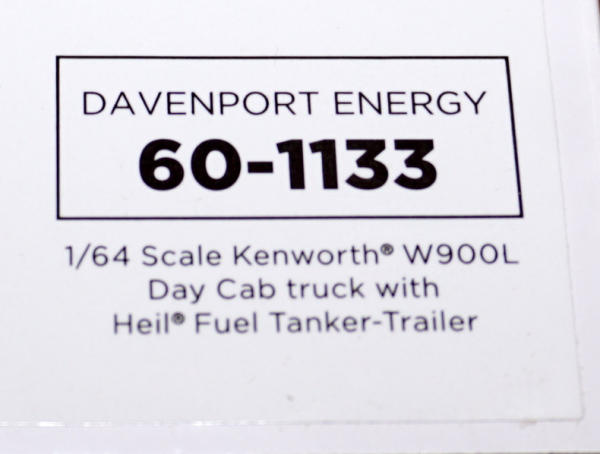 DAVENPORT ENERGY
60-1133
1/64 Scale Kenworth® W900L
Day Cab truck with
Heil® Fuel Tanker-Trailer